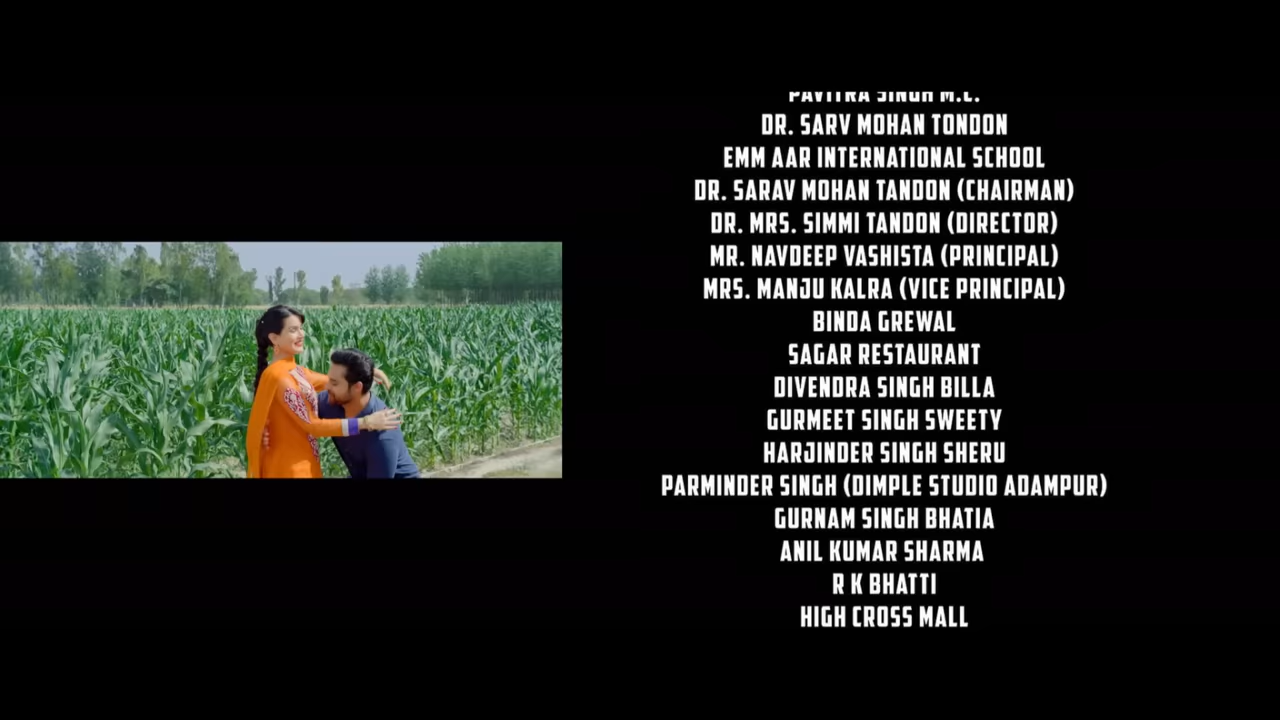 PAVITRA SINGH M.C.
DR. SARV MOHAN TONDON
EMM AAR INTERNATIONAL SCHOOL
DR. SARAV MOHAN TANDON (CHAIRMAN)
DR. MRS. SIMMI TANDON (DIRECTOR)
MR. NAVDEEP VASHISTA (PRINCIPAL)
MRS. MANJU KALRA (VICE PRINCIPAL)
BINDA GREWAL
SAGAR RESTAURANT
DIVENDRA SINGH BILLA
GURMEET SINGH SWEETY
HARJINDER SINGH SHERU
PARMINDER SINGH (DIMPLE STUDIO ADAMPUR)
GURNAM SINGH BHATIA
ANIL KUMAR SHARMA
R K BHATTI
HIGH CROSS MALL